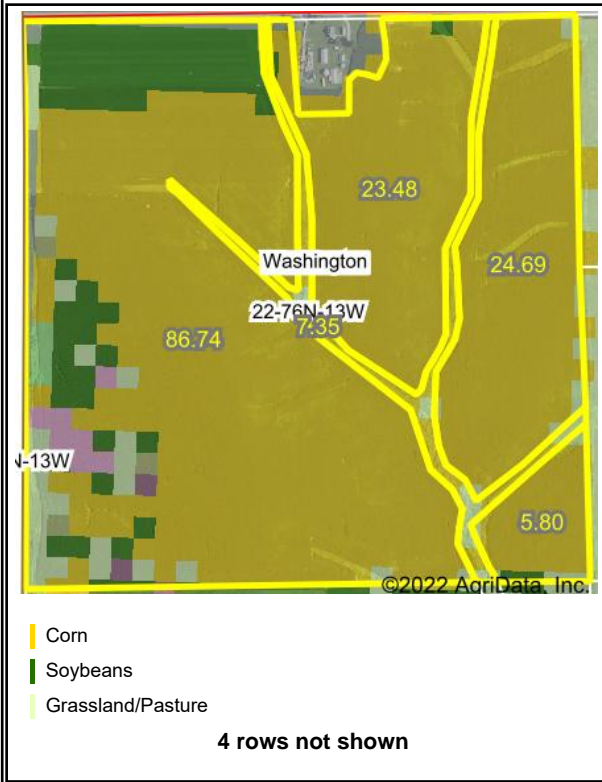 23.48
Washington
24.69
22-76N-13W
7.35
86.74
N-13W
5.80
©2022 AgriData, Inc.
Corn
Soybeans
Grassland/Pasture
4 rows not shown